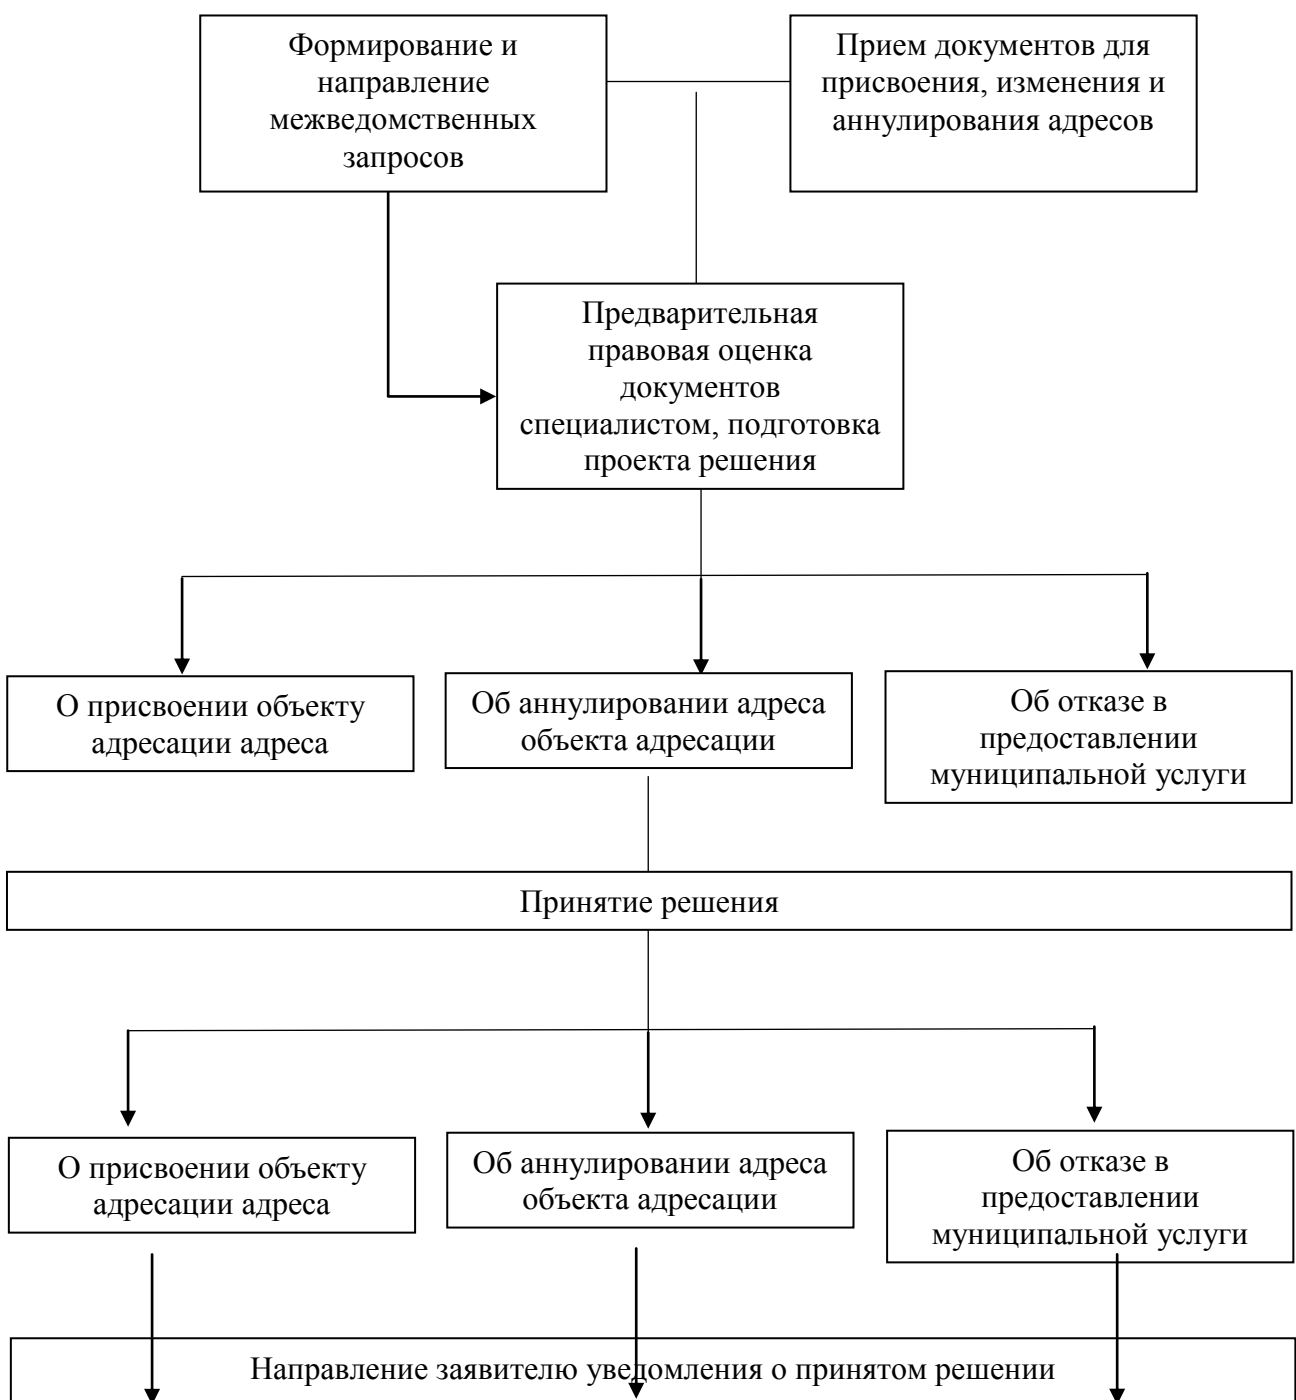 Формирование и
направление
межведомственных
запросов
Прием документов для
присвоения, изменения и
аннулирования адресов
Предварительная
правовая оценка
документов
специалистом, подготовка
проекта решения
О присвоении объекту
адресации адреса
Об аннулировании адреса
объекта адресации
Об отказе в
предоставлении
муниципальной услуги
Принятие решения
О присвоении объекту
адресации адреса
Об аннулировании адреса
объекта адресации
Об отказе в
предоставлении
муниципальной услуги
Направление заявителю уведомления о принятом решении